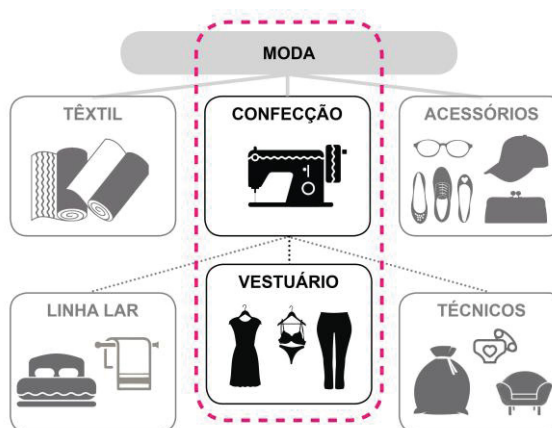 MODA
TÊXTIL
CONFECÇÃO
ACESSÓRIOS
LINHA LAR
VESTUÁRIO
TÉCNICOS